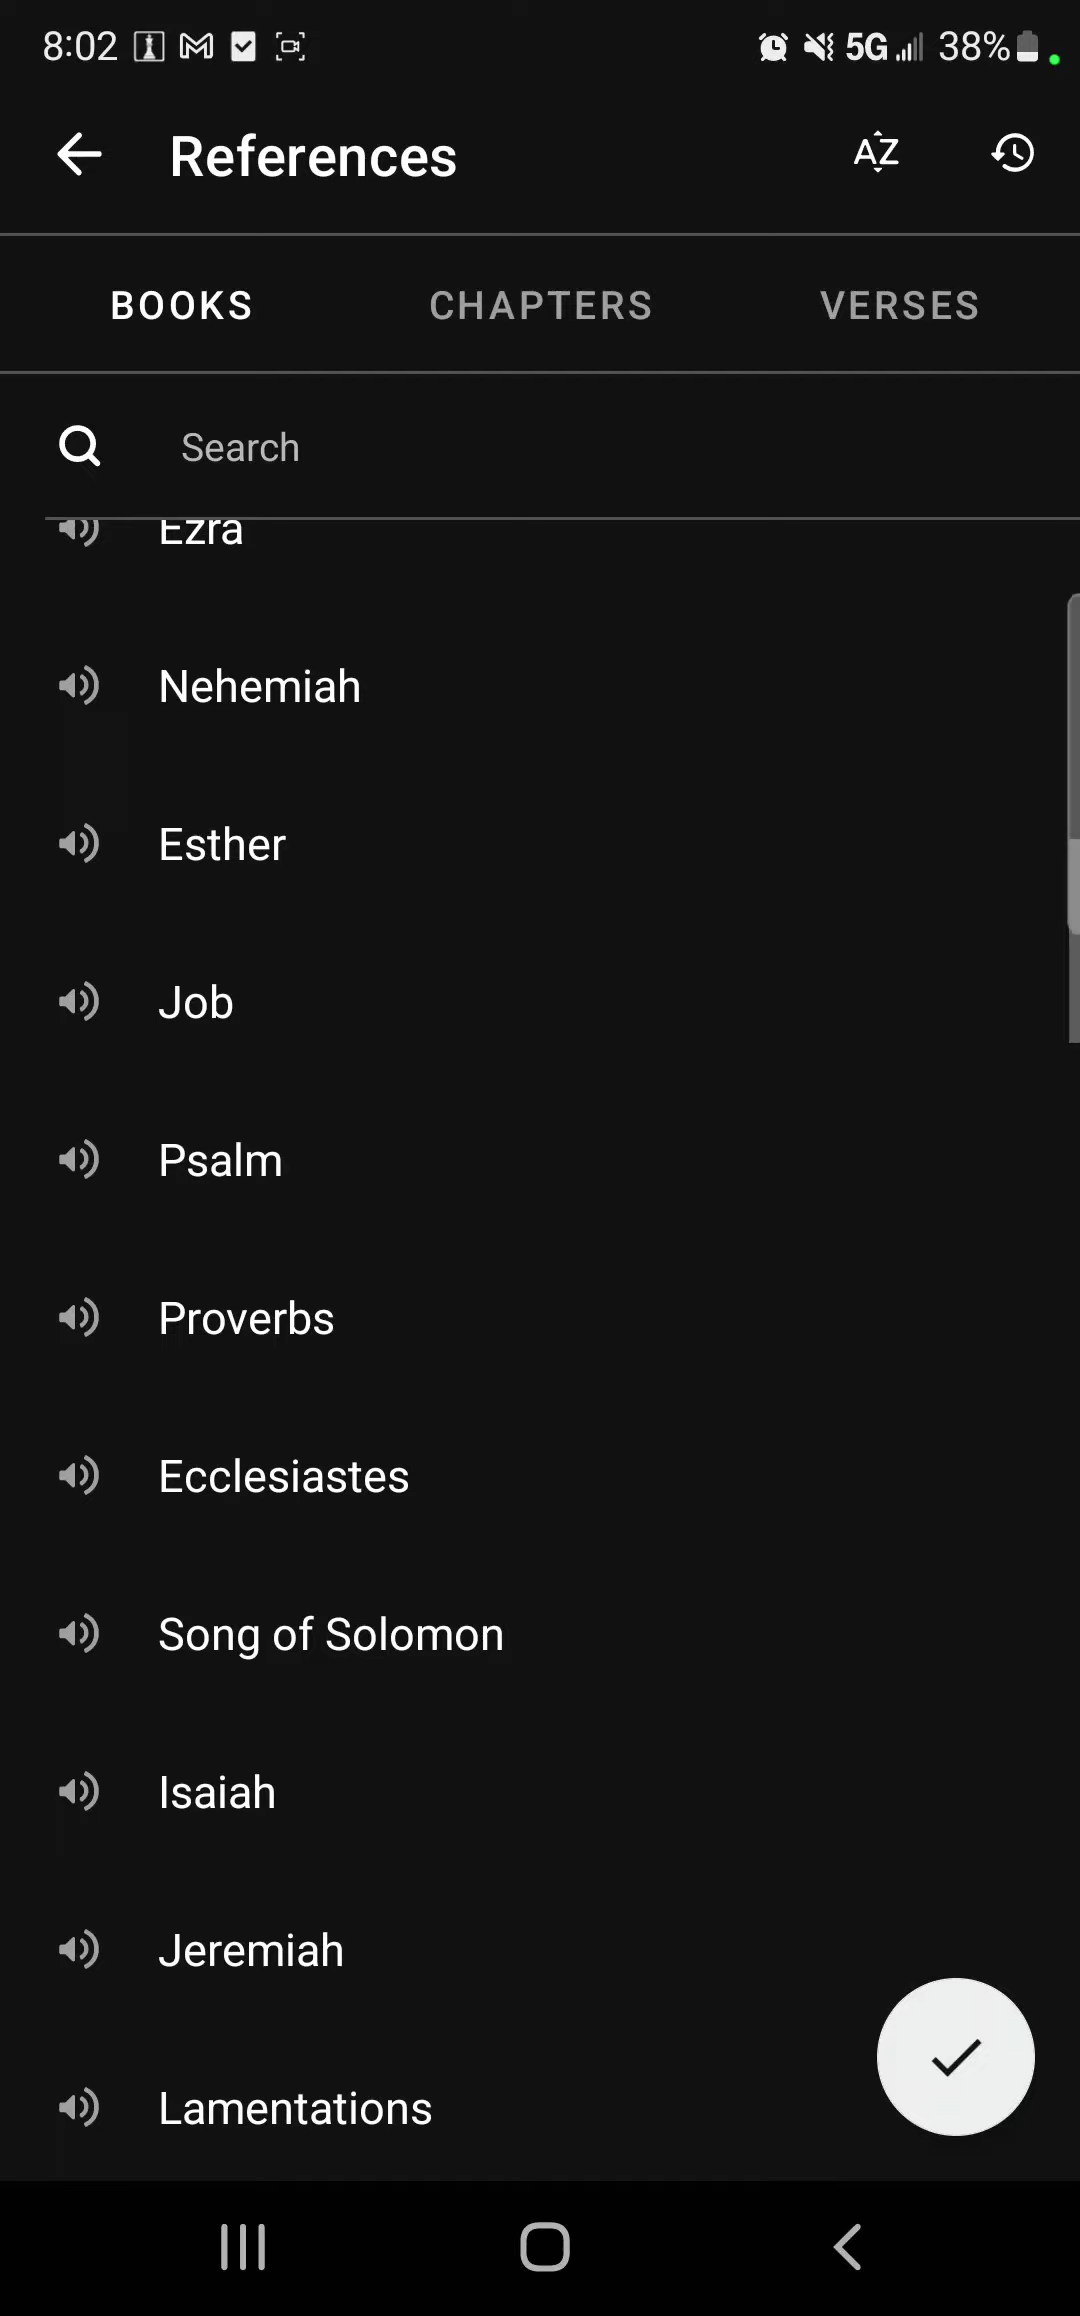 8:02
5G 38%
References
AZ
BOOKS CHAPTERS VERSES
Search
Ezra
Nehemiah
Esther
Job
Psalm
Proverbs
Ecclesiastes
Song of Solomon
Isaiah
Jeremiah
Lamentations